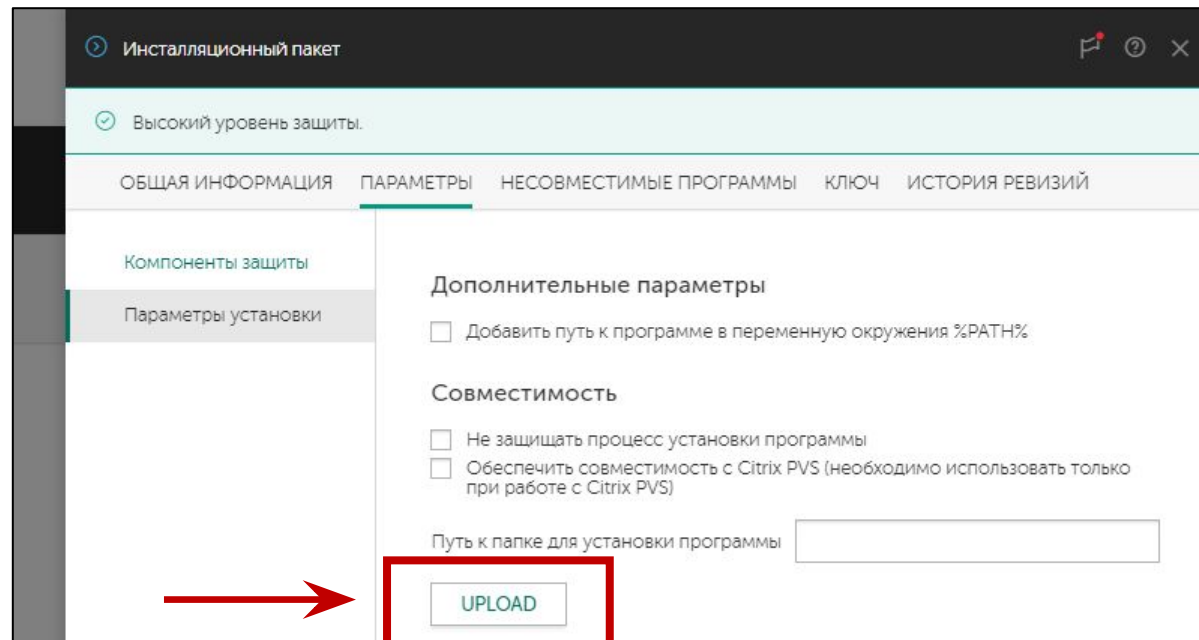 Инсталляционный пакет
Высокий уровень защиты.
ОБЩАЯ ИНФОРМАЦИЯ ПАРАМЕТРЫ НЕСОВМЕСТИМЫЕ ПРОГРАММЫ КЛЮЧ ИСТОРИЯ РЕВИЗИЙ
Компоненты защиты
Параметры установки
Дополнительные параметры
Добавить путь к программе в переменную окружения %PATH%
Совместимость
Не защищать процесс установки программы
Обеспечить совместимость с Citrix PVS (необходимо использовать только
при работе с Citrix PVS)
Путь к папке для установки программы
UPLOAD